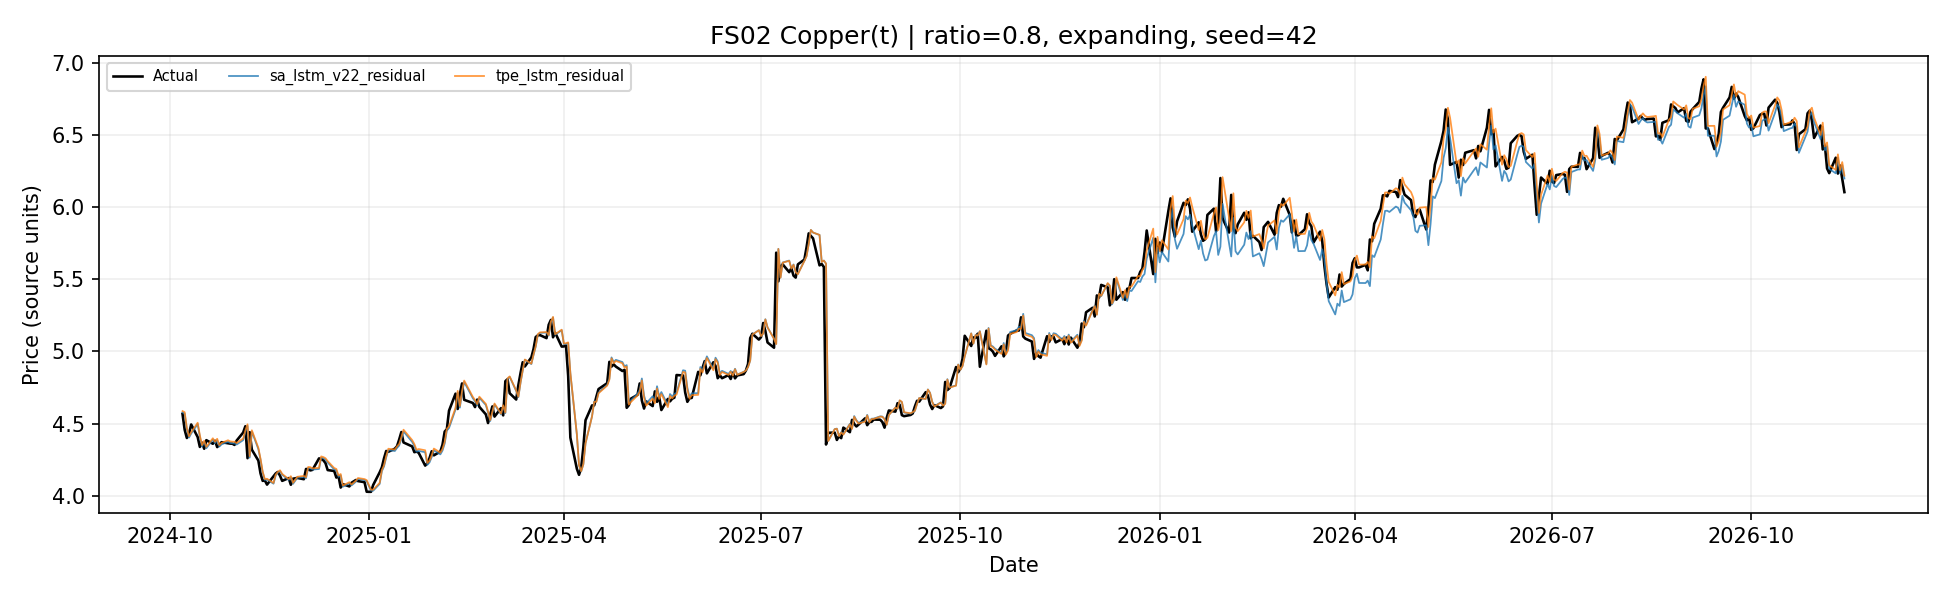 FS02 Copper(t) | ratio=0.8, expanding, seed=42
Actual
sa_lstm_v22_residual
tpe_lstm_residual
Price (source units)
7.0
6.5
6.0
5.5
5.0
4.5
4.0
2024-10
2025-01
2025-04
2025-07
2025-10
2026-01
2026-04
2026-07
2026-10
Date